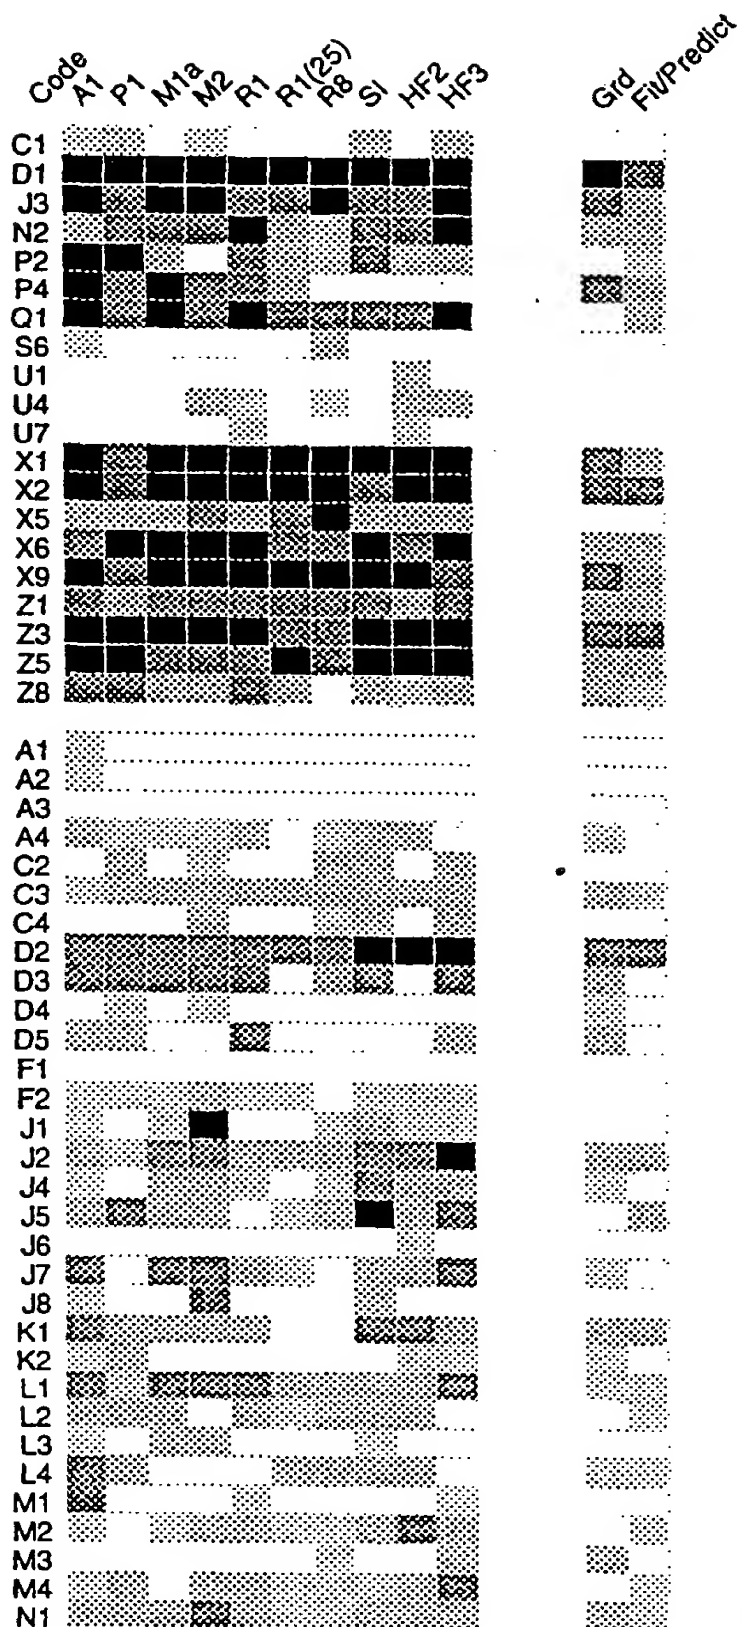 Code A1 P1 M1a M2 R1 R1(25) R8 SI HF2 HF3 Grd Fit/Predict
C1
D1
J3
N2
P2
P4
Q1
S6
U1
U4
U7
X1
X2
X5
X6
X9
Z1
Z3
Z5
Z8
A1
A2
A3
A4
C2
C3
C4
D2
D3
D4
D5
F1
F2
J1
J2
J4
J5
J6
J7
J8
K1
K2
L1
L2
L3
L4
M1
M2
M3
M4
N1